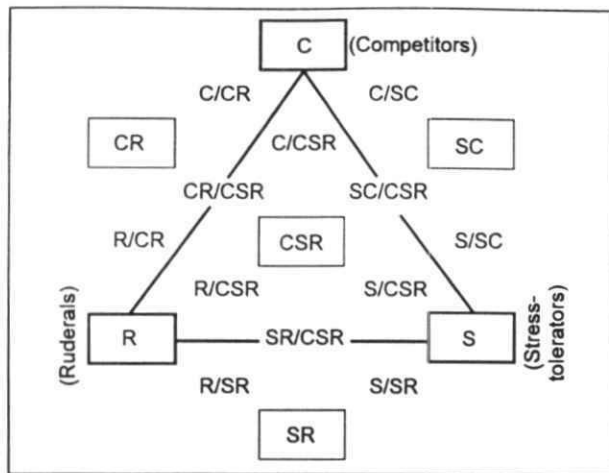 C (Competitors)
C/CR C/SC
CR C/CSR SC
CR/CSR SC/CSR
R/CR CSR S/SC
R/CSR S/CSR
(Ruderals) R SR/CSR S (Stress-
tolerators)
R/SR S/SR
SR